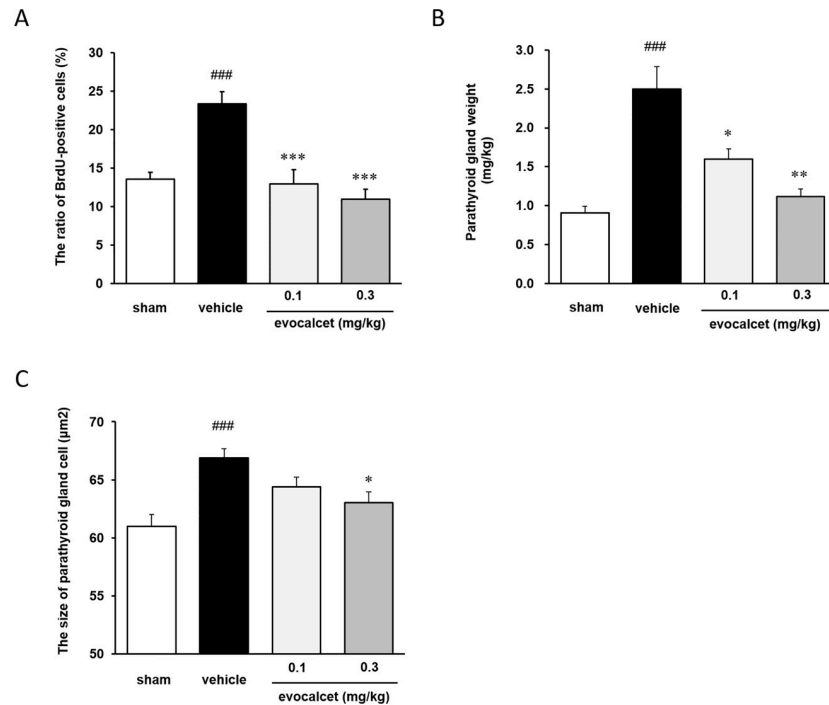 A
The ratio of BrdU-positive cells (%)
30
25
20
15
10
5
0
###
***
***
sham
vehicle
0.1
0.3
evocalcet (mg/kg)
B
Parathyroid gland weight
(mg/kg)
3.0
2.5
2.0
1.5
1.0
0.5
0.0
###
*
**
sham
vehicle
0.1
0.3
evocalcet (mg/kg)
C
The size of parathyroid gland cell (µm2)
70
65
60
55
50
###
*
sham
vehicle
0.1
0.3
evocalcet (mg/kg)